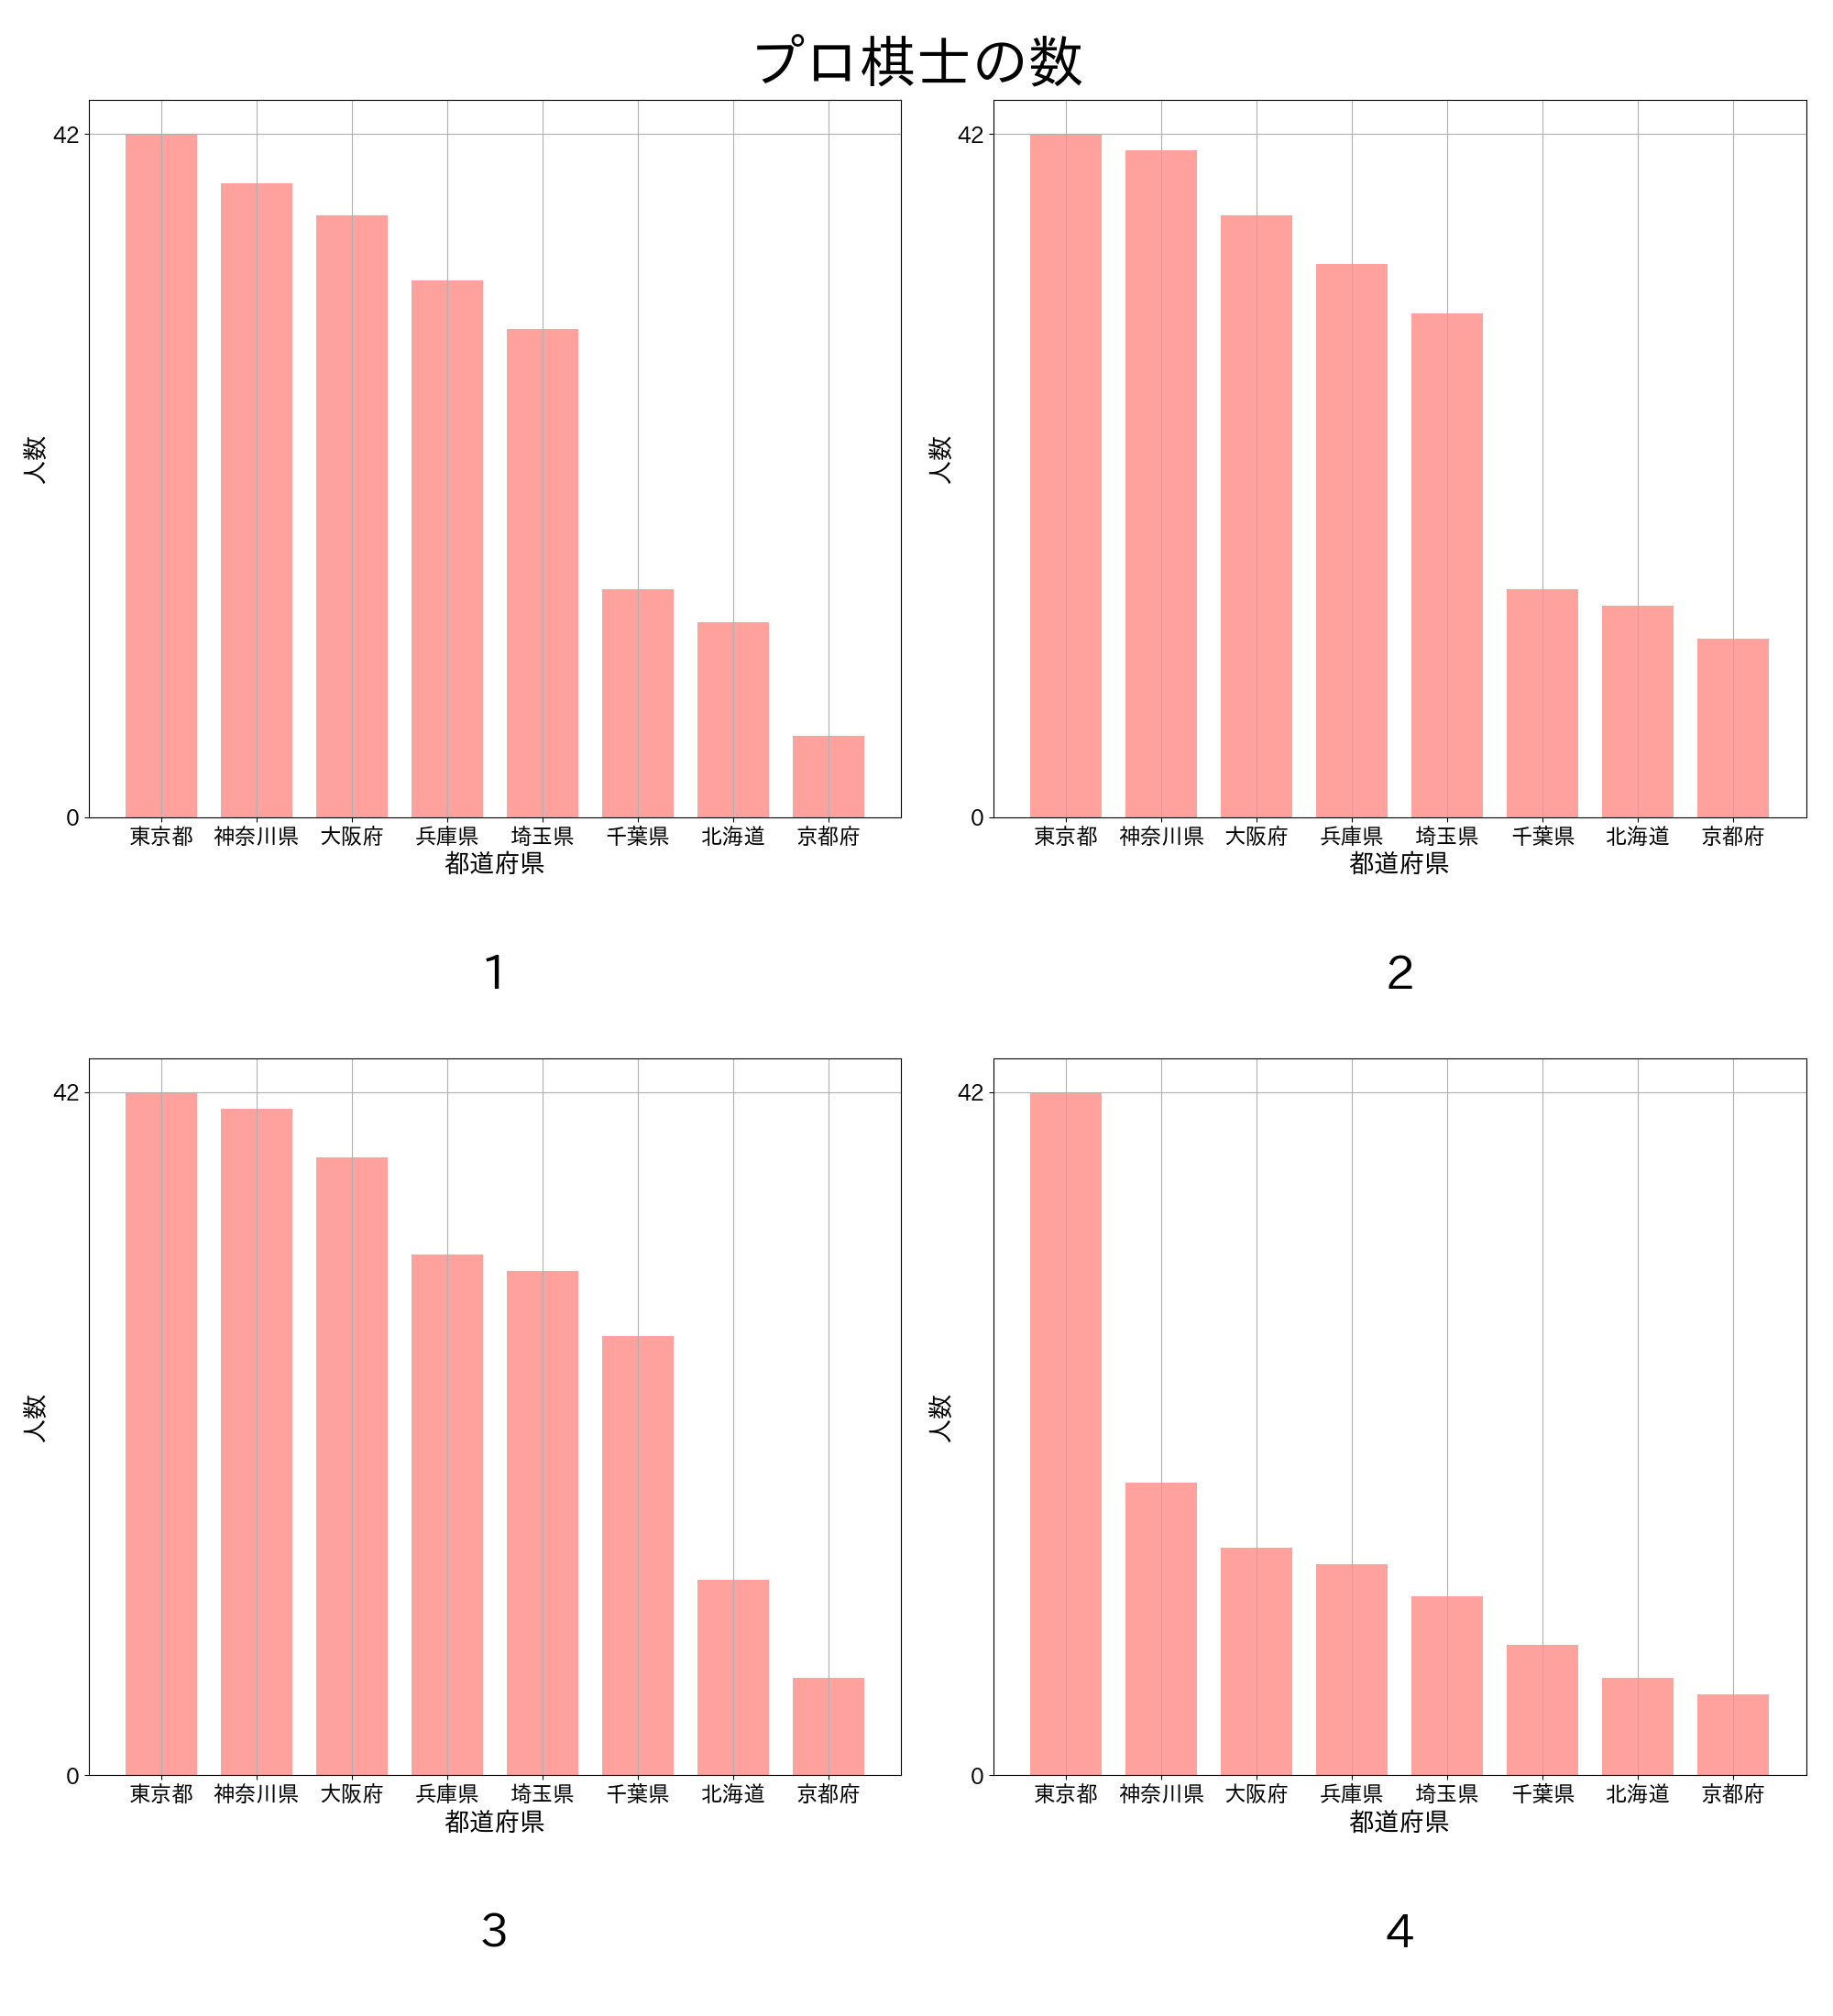 プロ棋士の数
42
0
人数
東京都 神奈川県 大阪府 兵庫県 埼玉県 千葉県 北海道 京都府
都道府県
1
42
0
人数
東京都 神奈川県 大阪府 兵庫県 埼玉県 千葉県 北海道 京都府
都道府県
2
42
0
人数
東京都 神奈川県 大阪府 兵庫県 埼玉県 千葉県 北海道 京都府
都道府県
3
42
0
人数
東京都 神奈川県 大阪府 兵庫県 埼玉県 千葉県 北海道 京都府
都道府県
4